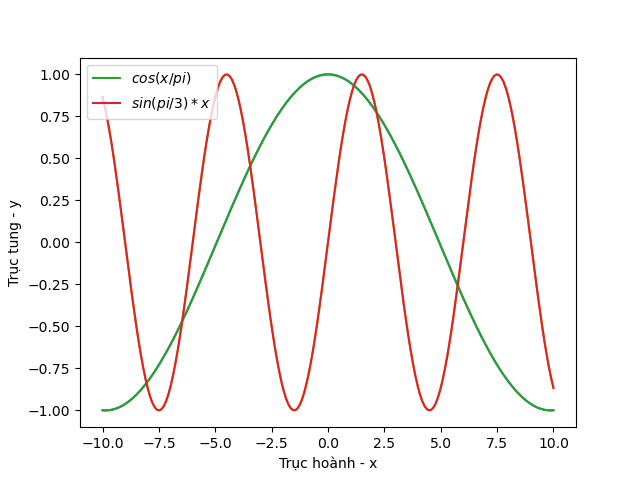 cos(x/pi)
sin(pi/3) * x
1.00
0.75
0.50
0.25
0.00
−0.25
−0.50
−0.75
−1.00
Trục tung - y
−10.0 −7.5 −5.0 −2.5 0.0 2.5 5.0 7.5 10.0
Trục hoành - x